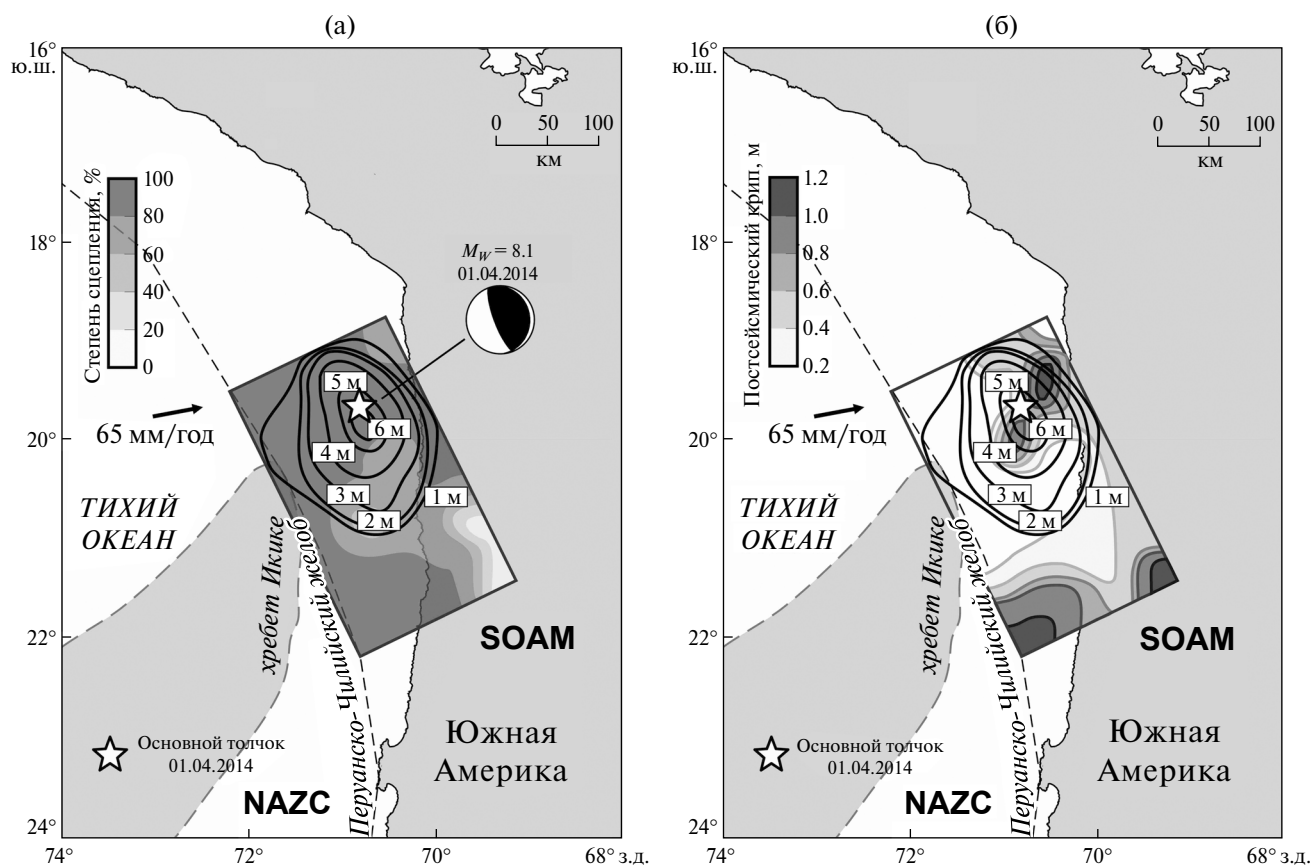 (а)
16°
ю.ш.
18°
20°
22°
24°
74°
72°
70°
68° з.д.
0 50 100
км
Степень сцепления, %
100
80
60
40
20
0
M_W = 8.1
01.04.2014
5 м
6 м
4 м
3 м
2 м
1 м
65 мм/год
ТИХИЙ
ОКЕАН
хребет Икике
Перуанско-Чилийский желоб
SOAM
Южная
Америка
NAZC
Основной толчок
01.04.2014
(б)
16°
ю.ш.
18°
20°
22°
24°
74°
72°
70°
68° з.д.
0 50 100
км
Постсейсмический крип, м
1.2
1.0
0.8
0.6
0.4
0.2
5 м
6 м
4 м
3 м
2 м
1 м
65 мм/год
ТИХИЙ
ОКЕАН
хребет Икике
Перуанско-Чилийский желоб
SOAM
Южная
Америка
NAZC
Основной толчок
01.04.2014